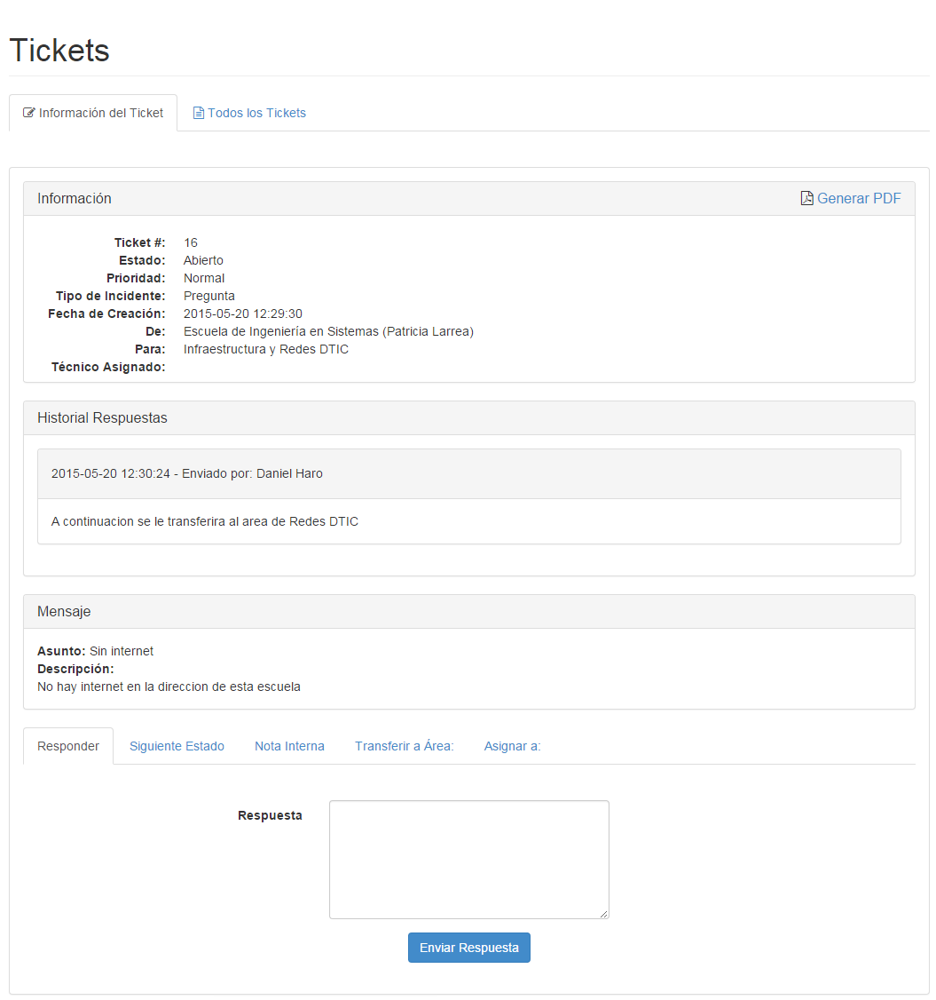 Tickets
Información del Ticket Todos los Tickets
Información Generar PDF
Ticket #: 16
Estado: Abierto
Prioridad: Normal
Tipo de Incidente: Pregunta
Fecha de Creación: 2015-05-20 12:29:30
De: Escuela de Ingeniería en Sistemas (Patricia Larrea)
Para: Infraestructura y Redes DTIC
Técnico Asignado:
Historial Respuestas
2015-05-20 12:30:24 - Enviado por: Daniel Haro
A continuacion se le transferira al area de Redes DTIC
Mensaje
Asunto: Sin internet
Descripción:
No hay internet en la direccion de esta escuela
Responder Siguiente Estado Nota Interna Transferir a Área: Asignar a:
Respuesta
Enviar Respuesta